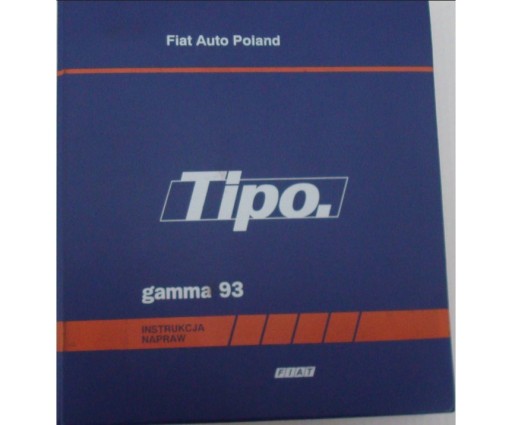 Fiat Auto Poland
Tipo.
gamma 93
INSTRUKCJA
NAPRAW
FIAT